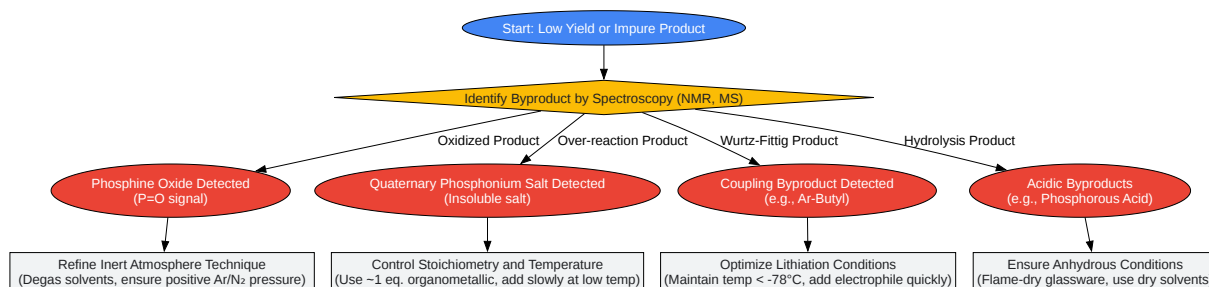 Start: Low Yield or Impure Product
Identify Byproduct by Spectroscopy (NMR, MS)
Oxidized Product
Over-reaction Product
Wurtz-Fittig Product
Hydrolysis Product
Phosphine Oxide Detected
(P=O signal)
Quaternary Phosphonium Salt Detected
(Insoluble salt)
Coupling Byproduct Detected
(e.g., Ar-Butyl)
Acidic Byproducts
(e.g., Phosphorous Acid)
Refine Inert Atmosphere Technique
(Degas solvents, ensure positive Ar/N₂ pressure)
Control Stoichiometry and Temperature
(Use ~1 eq. organometallic, add slowly at low temp)
Optimize Lithiation Conditions
(Maintain temp < -78°C, add electrophile quickly)
Ensure Anhydrous Conditions
(Flame-dry glassware, use dry solvents)